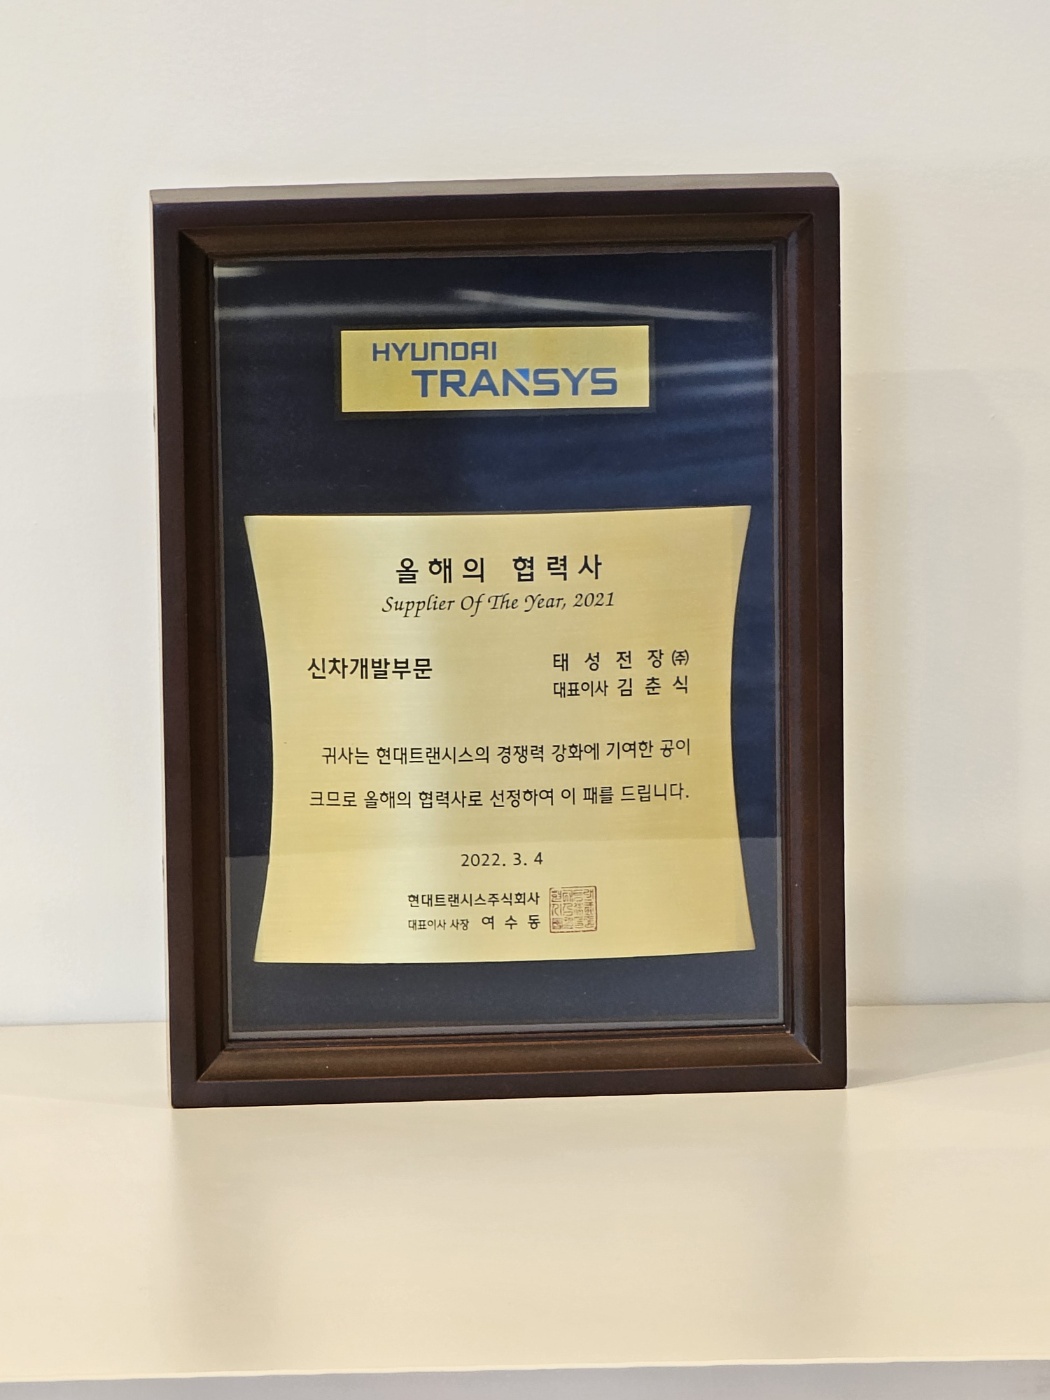 HYUNDAI
TRANSYS
올해의 협력사
Supplier Of The Year, 2021
신차개발부문
태성전장㈜
대표이사 김춘식
귀사는 현대트랜시스의 경쟁력 강화에 기여한 공이
크므로 올해의 협력사로 선정하여 이 패를 드립니다.
2022. 3. 4
현대트랜시스주식회사
대표이사 사장 여수동